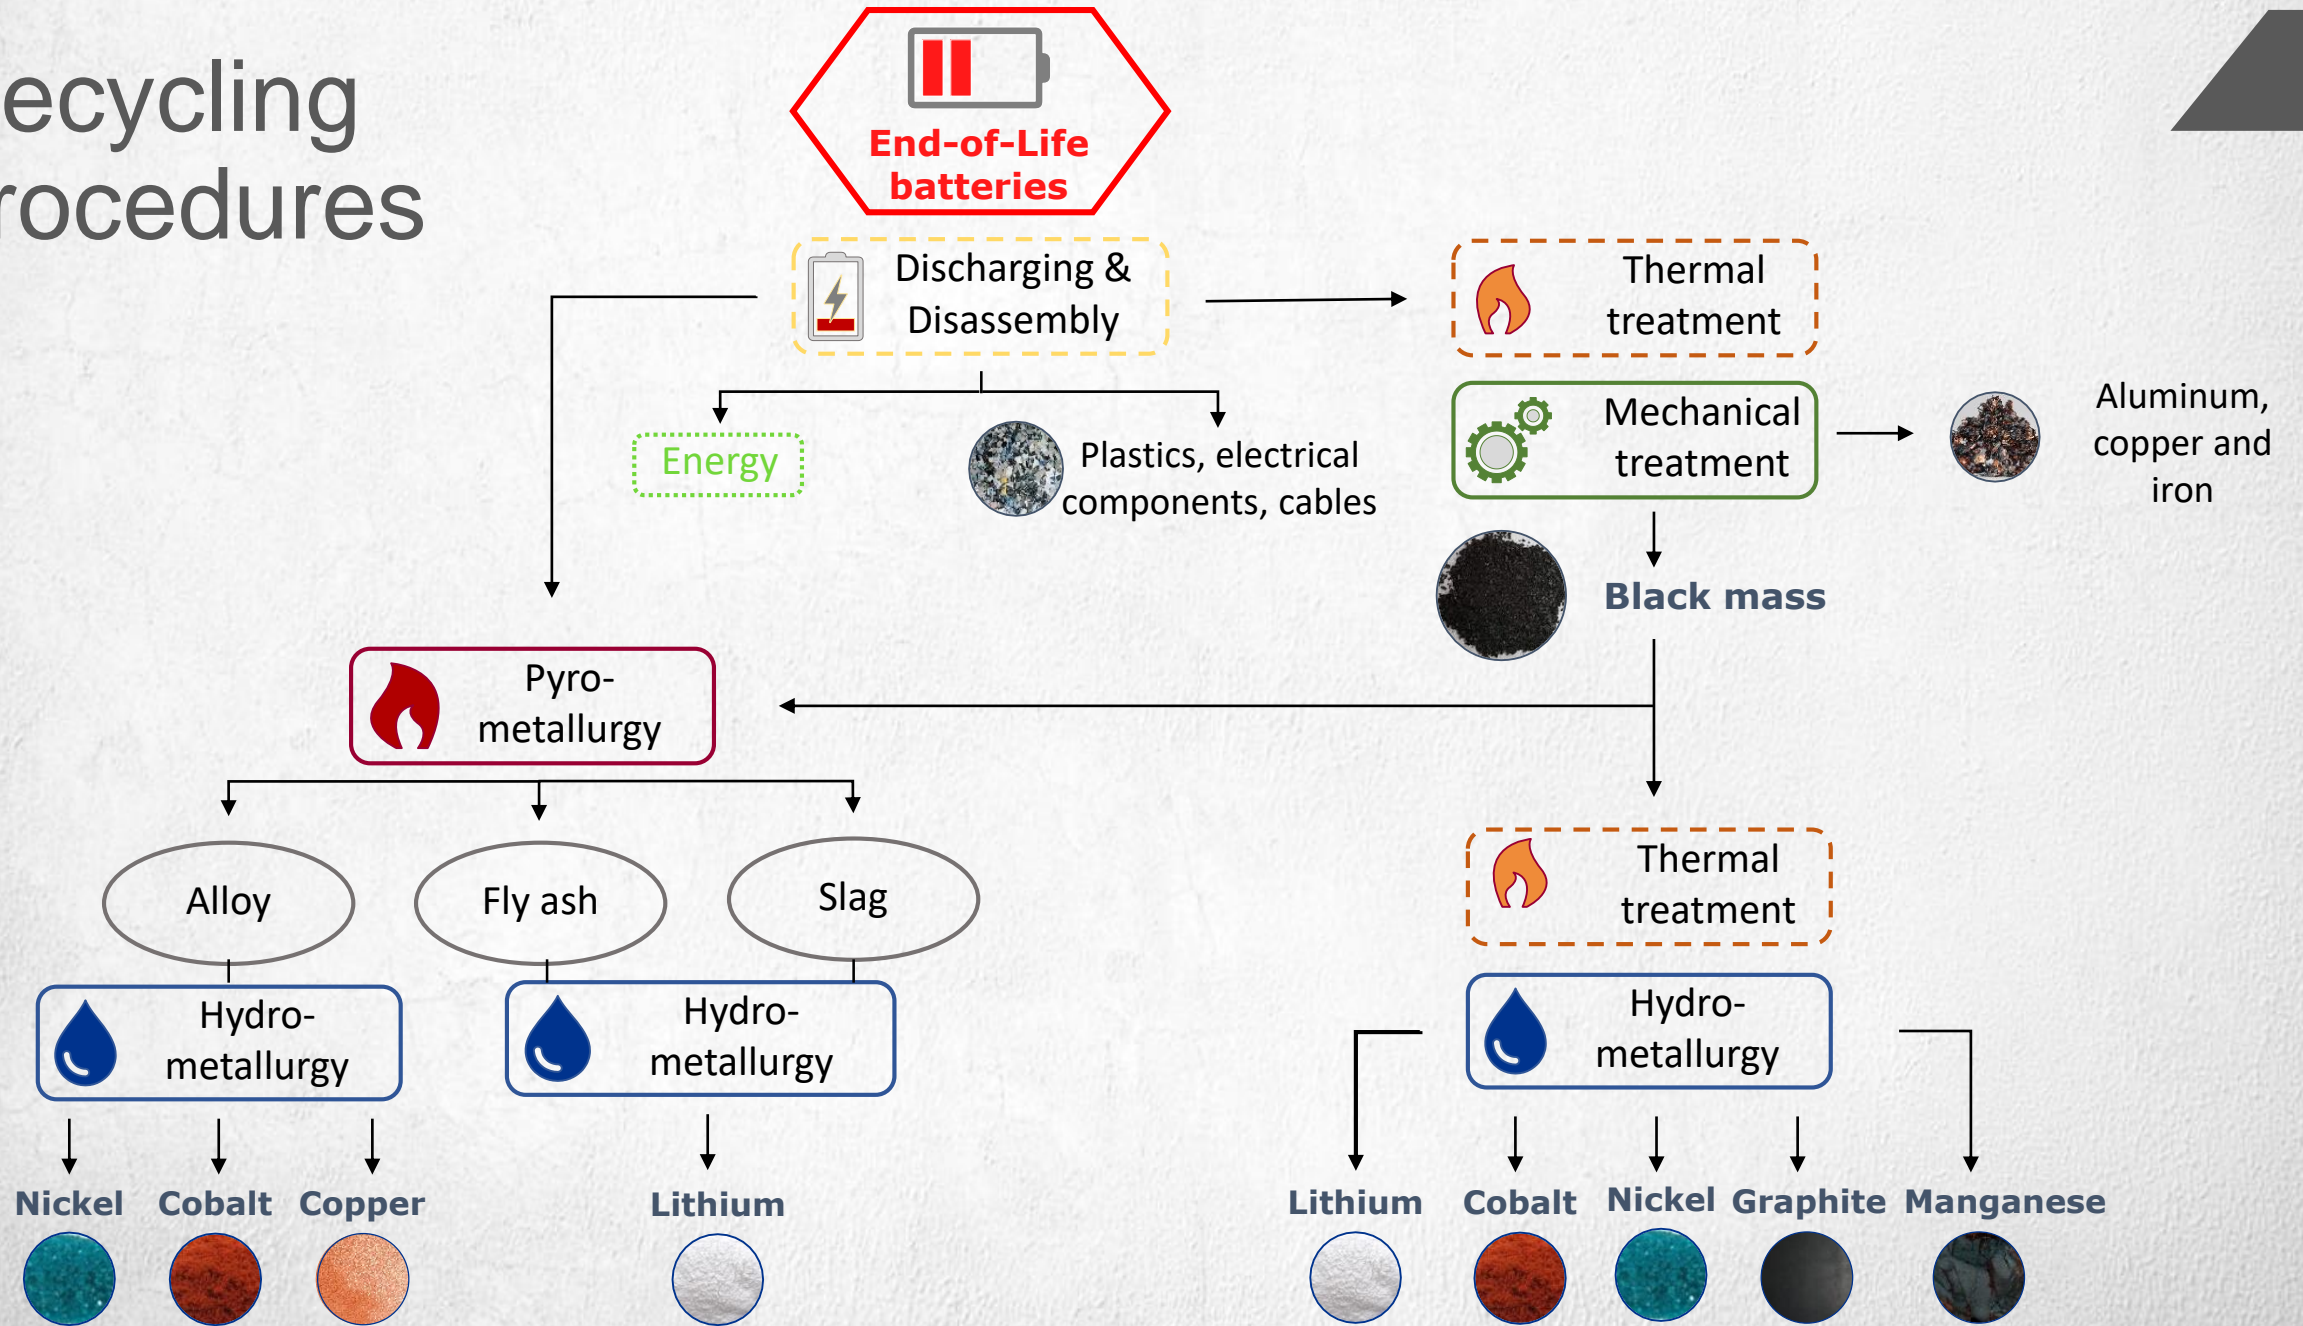 ecycling
rocedures
End-of-Life
batteries
Discharging &
Disassembly
Thermal
treatment
Mechanical
treatment
Aluminum,
copper and
iron
Energy
Plastics, electrical
components, cables
Black mass
Pyro-
metallurgy
Alloy
Fly ash
Slag
Thermal
treatment
Hydro-
metallurgy
Hydro-
metallurgy
Hydro-
metallurgy
Nickel
Cobalt
Copper
Lithium
Lithium
Cobalt
Nickel
Graphite
Manganese